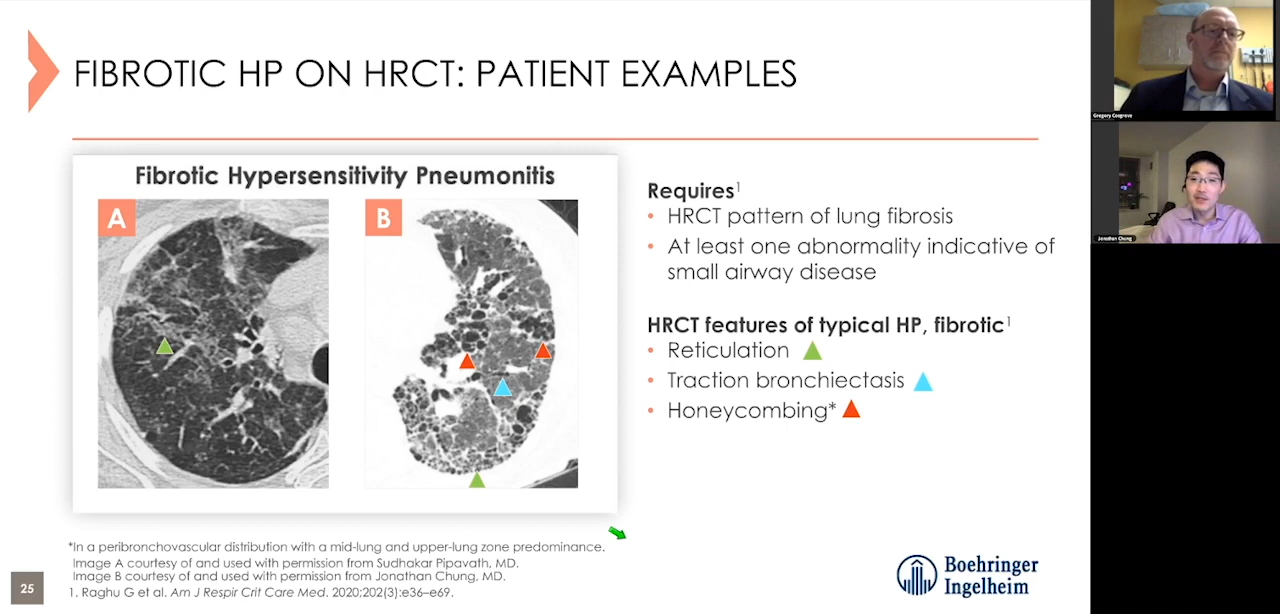 FIBROTIC HP ON HRCT: PATIENT EXAMPLES
Fibrotic Hypersensitivity Pneumonitis
A
B
Requires1
• HRCT pattern of lung fibrosis
• At least one abnormality indicative of
small airway disease
HRCT features of typical HP, fibrotic1
• Reticulation
• Traction bronchiectasis
• Honeycombing*
*In a peribronchovascular distribution with a mid-lung and upper-lung zone predominance.
Image A courtesy of and used with permission from Sudhakar Pipavath, MD.
Image B courtesy of and used with permission from Jonathan Chung, MD.
1. Raghu G et al. Am J Respir Crit Care Med. 2020;202(3):e36–e69.
25
Boehringer
Ingelheim
Gregory Cosgrove
Jonathan Chung